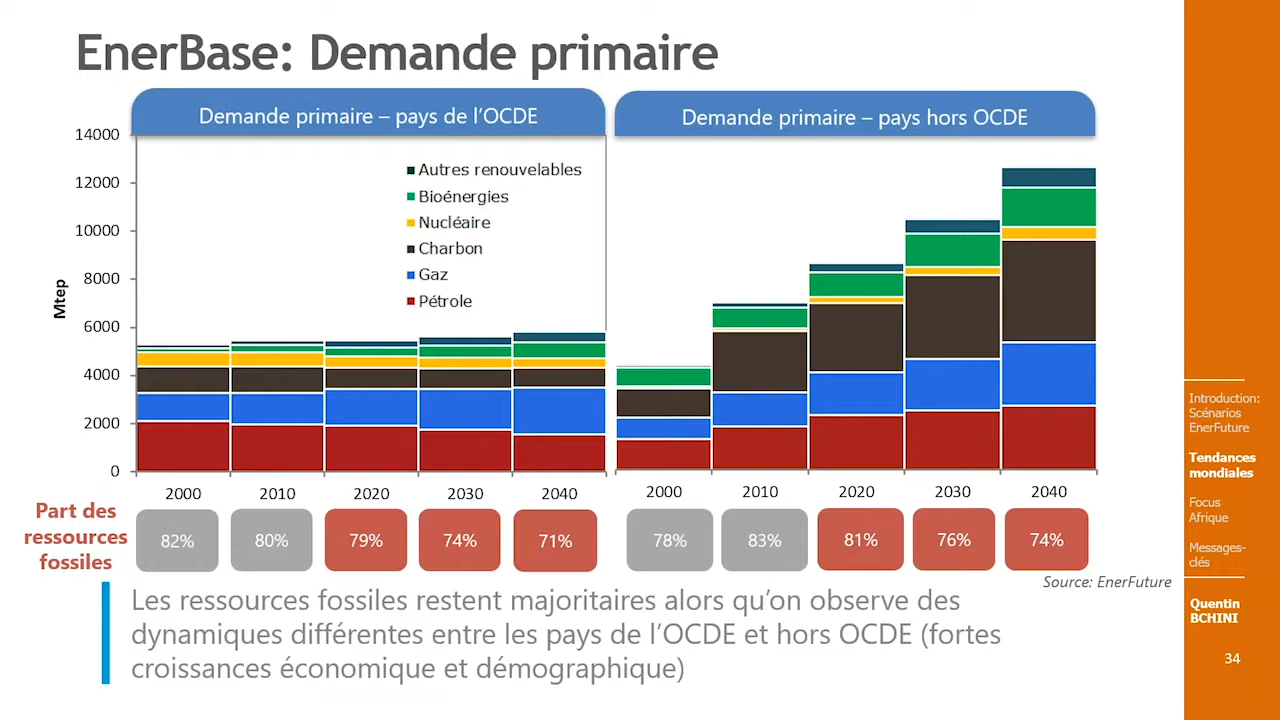 EnerBase: Demande primaire
Demande primaire – pays de l’OCDE
Demande primaire – pays hors OCDE
14000
12000
10000
8000
6000
4000
2000
0
Mtep
Autres renouvelables
Bioénergies
Nucléaire
Charbon
Gaz
Pétrole
2000 2010 2020 2030 2040
2000 2010 2020 2030 2040
Part des
ressources
fossiles
82% 80% 79% 74% 71%
78% 83% 81% 76% 74%
Source: EnerFuture
Les ressources fossiles restent majoritaires alors qu’on observe des
dynamiques différentes entre les pays de l’OCDE et hors OCDE (fortes
croissances économique et démographique)
Introduction:
Scénarios
EnerFuture
Tendances
mondiales
Focus
Afrique
Messages-
clés
Quentin
BCHINI
34